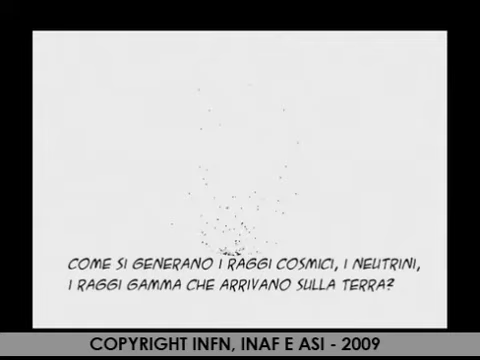 COME SI GENERANO I RAGGI COSMICI, I NEUTRINI,
I RAGGI GAMMA CHE ARRIVANO SULLA TERRA?
COPYRIGHT INFN, INAF E ASI - 2009